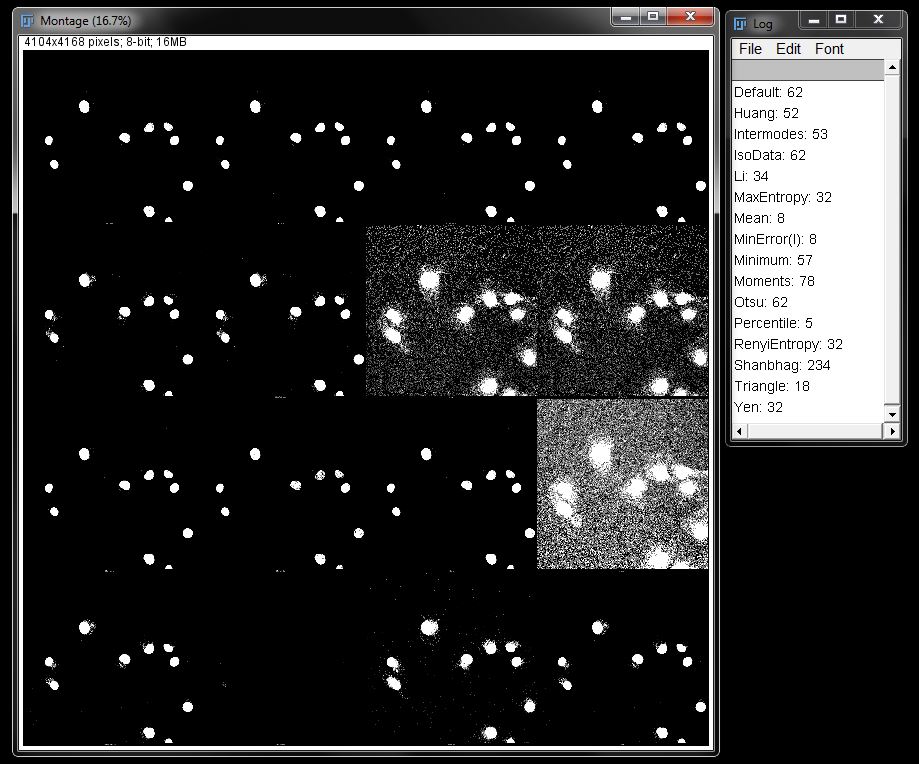 Montage (16.7%)
4104x4168 pixels; 8-bit; 16MB
Log
File Edit Font
Default: 62
Huang: 52
Intermodes: 53
IsoData: 62
Li: 34
MaxEntropy: 32
Mean: 8
MinError(I): 8
Minimum: 57
Moments: 78
Otsu: 62
Percentile: 5
RenyiEntropy: 32
Shanbhag: 234
Triangle: 18
Yen: 32